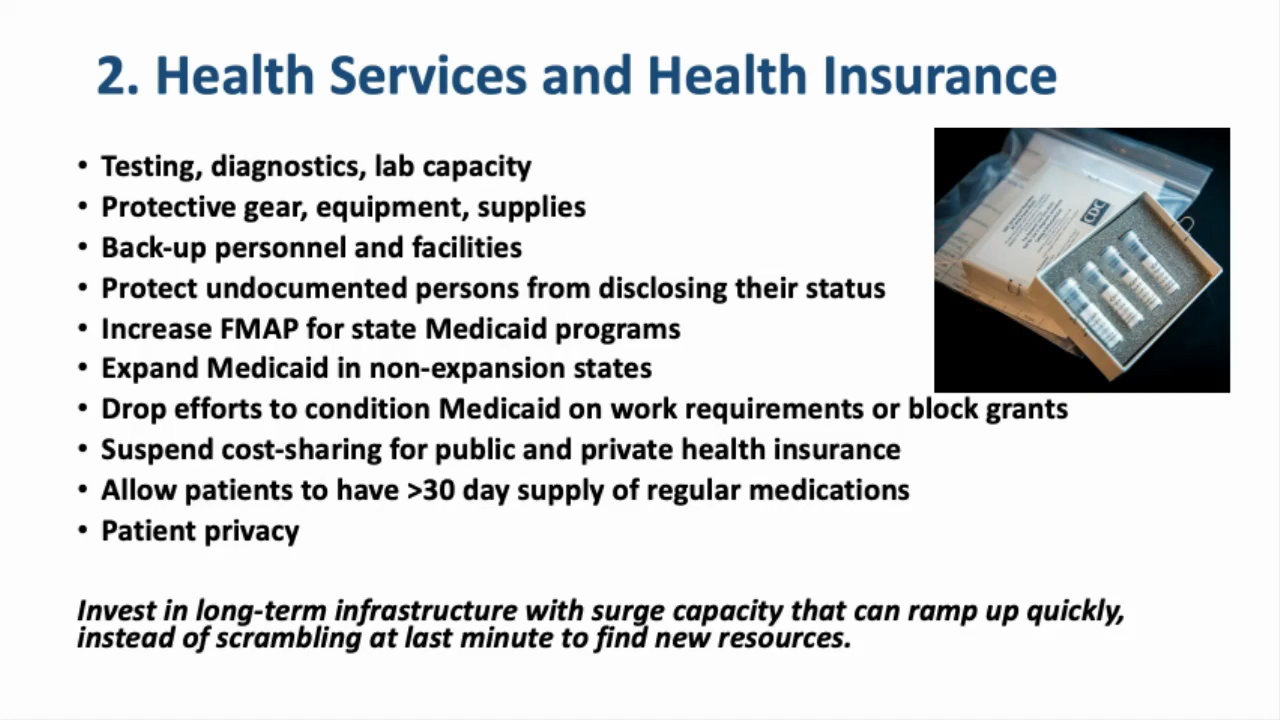 2. Health Services and Health Insurance
• Testing, diagnostics, lab capacity
• Protective gear, equipment, supplies
• Back-up personnel and facilities
• Protect undocumented persons from disclosing their status
• Increase FMAP for state Medicaid programs
• Expand Medicaid in non-expansion states
• Drop efforts to condition Medicaid on work requirements or block grants
• Suspend cost-sharing for public and private health insurance
• Allow patients to have >30 day supply of regular medications
• Patient privacy
Invest in long-term infrastructure with surge capacity that can ramp up quickly,
instead of scrambling at last minute to find new resources.
CDC